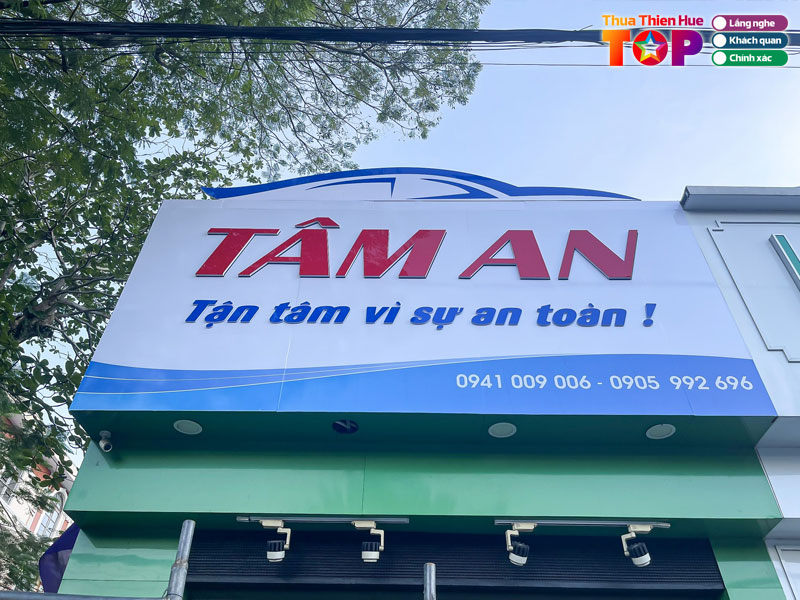 Thua Thien Hue
TOP
Lắng nghe
Khách quan
Chính xác
TÂM AN
Tận tâm vì sự an toàn !
0941 009 006 - 0905 992 696